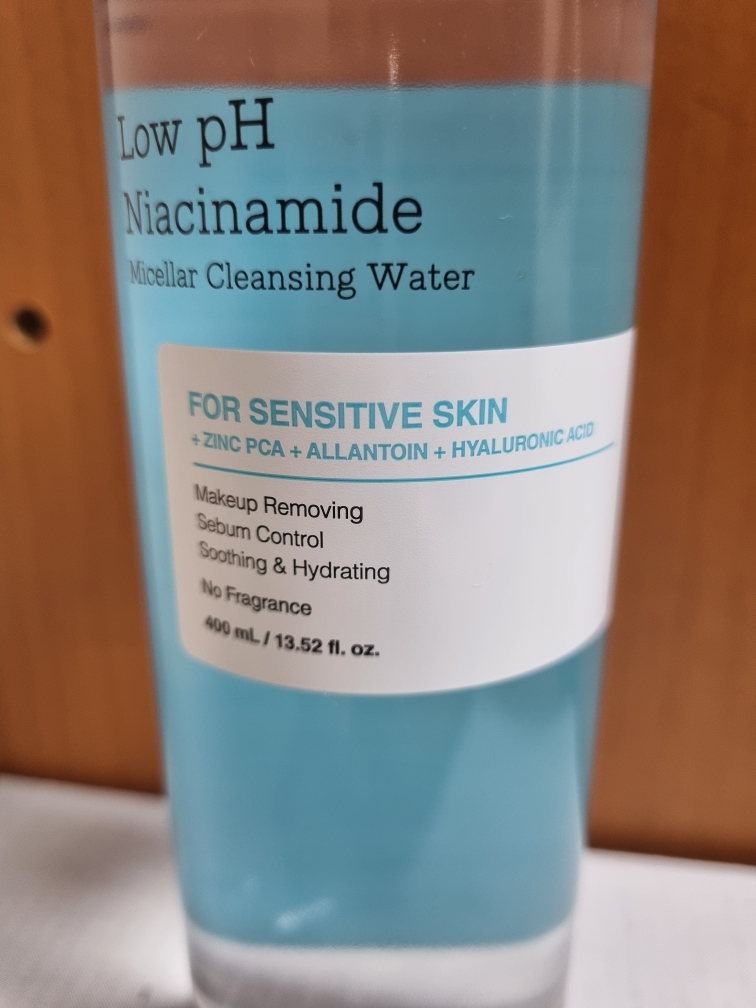 Low pH
Niacinamide
Micellar Cleansing Water
FOR SENSITIVE SKIN
+ ZINC PCA + ALLANTOIN + HYALURONIC ACID
Makeup Removing
Sebum Control
Soothing & Hydrating
No Fragrance
400 mL / 13.52 fl. oz.